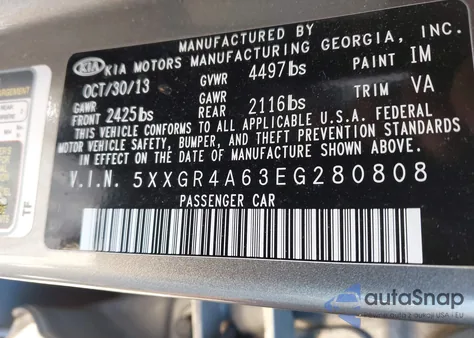 MANUFACTURED BY
KIA KIA MOTORS MANUFACTURING GEORGIA, INC.
OCT/30/13 GVWR 4497lbs PAINT IM
GAWR FRONT 2425lbs GAWR REAR 2116lbs TRIM VA
THIS VEHICLE CONFORMS TO ALL APPLICABLE U.S.A. FEDERAL
MOTOR VEHICLE SAFETY, BUMPER, AND THEFT PREVENTION STANDARDS
IN EFFECT ON THE DATE OF MANUFACTURE SHOWN ABOVE.
V.I.N. 5XXGR4A63EG280808
PASSENGER CAR
TF
autoSnap